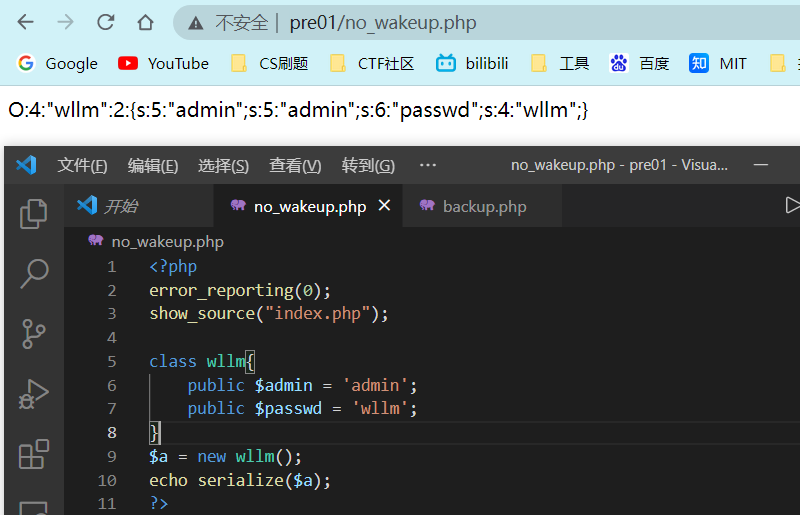 不安全 | pre01/no_wakeup.php
Google YouTube CS刷题 CTF社区 bilibili 工具 百度 知 MIT
O:4:"wllm":2:{s:5:"admin";s:5:"admin";s:6:"passwd";s:4:"wllm";}
文件(F) 编辑(E) 选择(S) 查看(V) 转到(G) ··· no_wakeup.php - pre01 - Visua...
开始 no_wakeup.php backup.php
no_wakeup.php
1 <?php
2 error_reporting(0);
3 show_source("index.php");
4
5 class wllm{
6 public $admin = 'admin';
7 public $passwd = 'wllm';
8 }
9 $a = new wllm();
10 echo serialize($a);
11 ?>